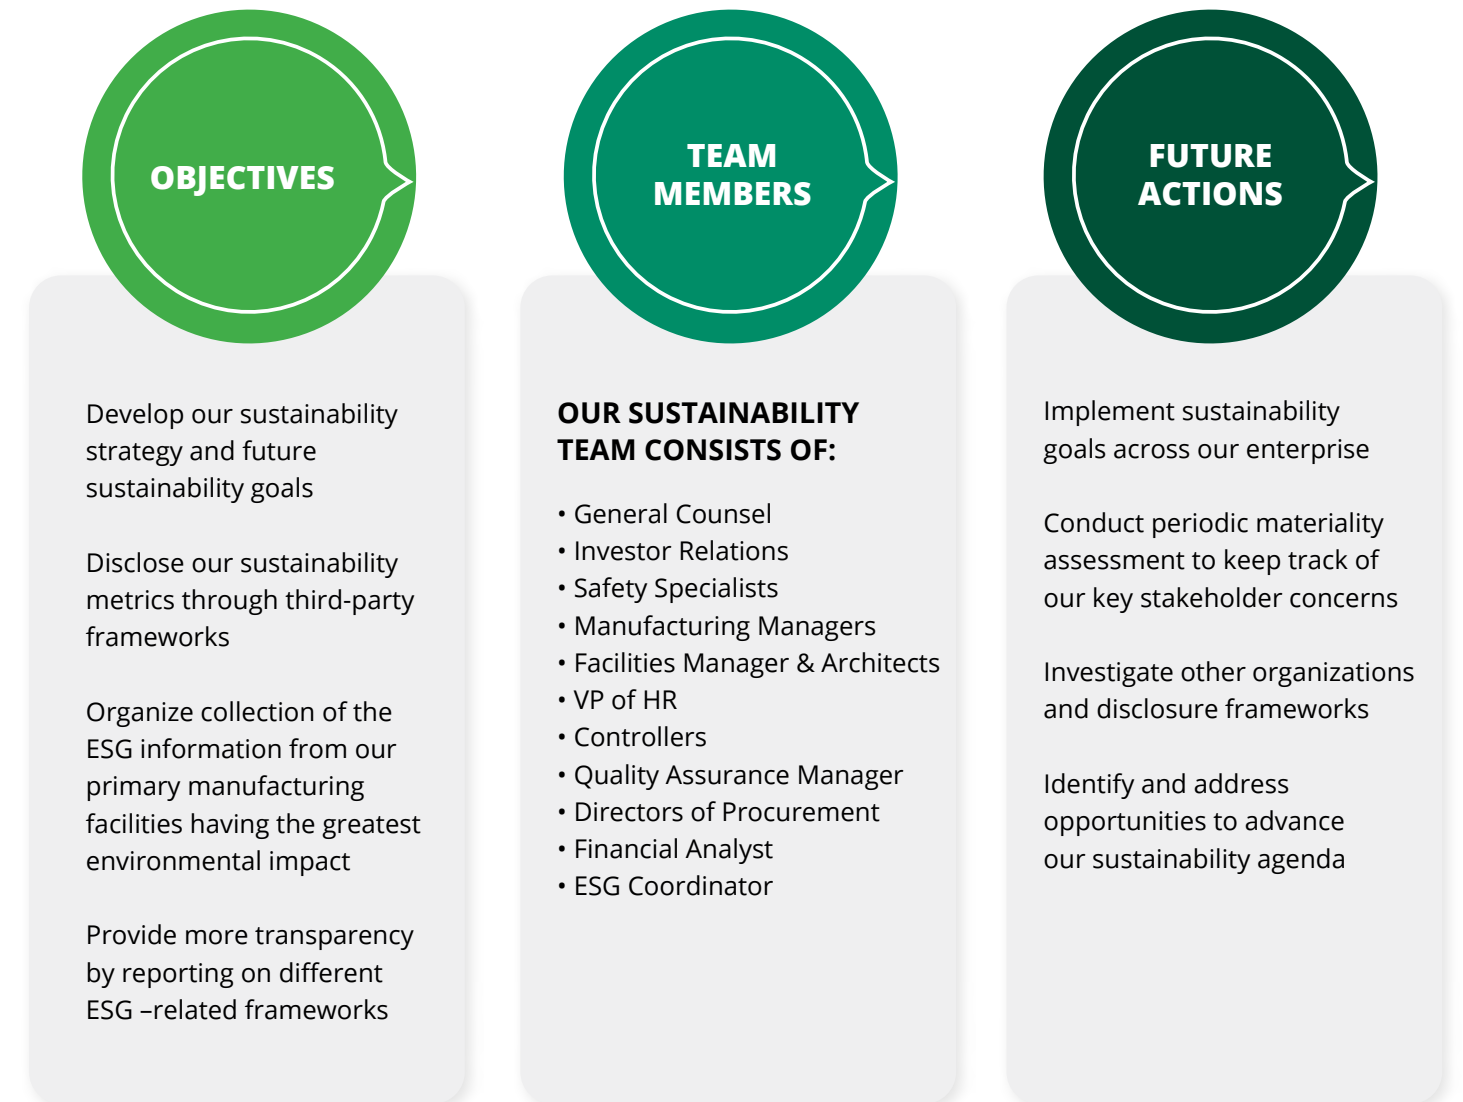 OBJECTIVES
Develop our sustainability
strategy and future
sustainability goals
Disclose our sustainability
metrics through third-party
frameworks
Organize collection of the
ESG information from our
primary manufacturing
facilities having the greatest
environmental impact
Provide more transparency
by reporting on different
ESG –related frameworks
TEAM
MEMBERS
OUR SUSTAINABILITY
TEAM CONSISTS OF:
• General Counsel
• Investor Relations
• Safety Specialists
• Manufacturing Managers
• Facilities Manager & Architects
• VP of HR
• Controllers
• Quality Assurance Manager
• Directors of Procurement
• Financial Analyst
• ESG Coordinator
FUTURE
ACTIONS
Implement sustainability
goals across our enterprise
Conduct periodic materiality
assessment to keep track of
our key stakeholder concerns
Investigate other organizations
and disclosure frameworks
Identify and address
opportunities to advance
our sustainability agenda